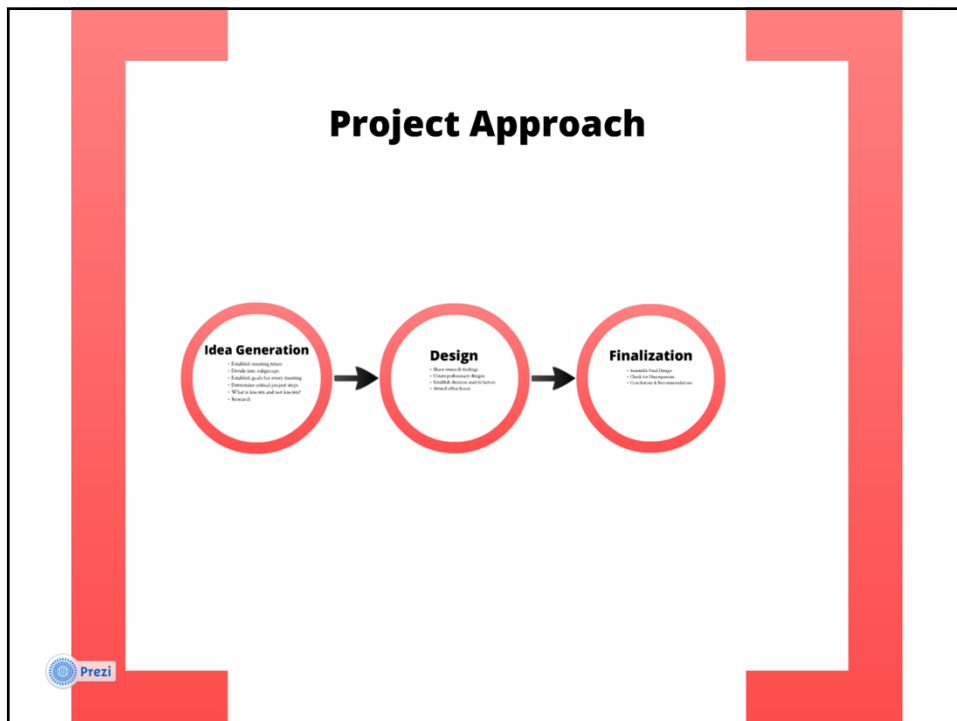 Project Approach
Idea Generation
• Establish meeting times
• Devide into subgroups
• Establish goals for every meeting
• Determine critical project steps
• What is known and not known?
• Research
Design
• Share research findings
• Create preliminary designs
• Establish decision matrix factors
• Attend office hours
Finalization
• Assemble Final Design
• Check for Discrepancies
• Conclusions & Recommendations
Prezi